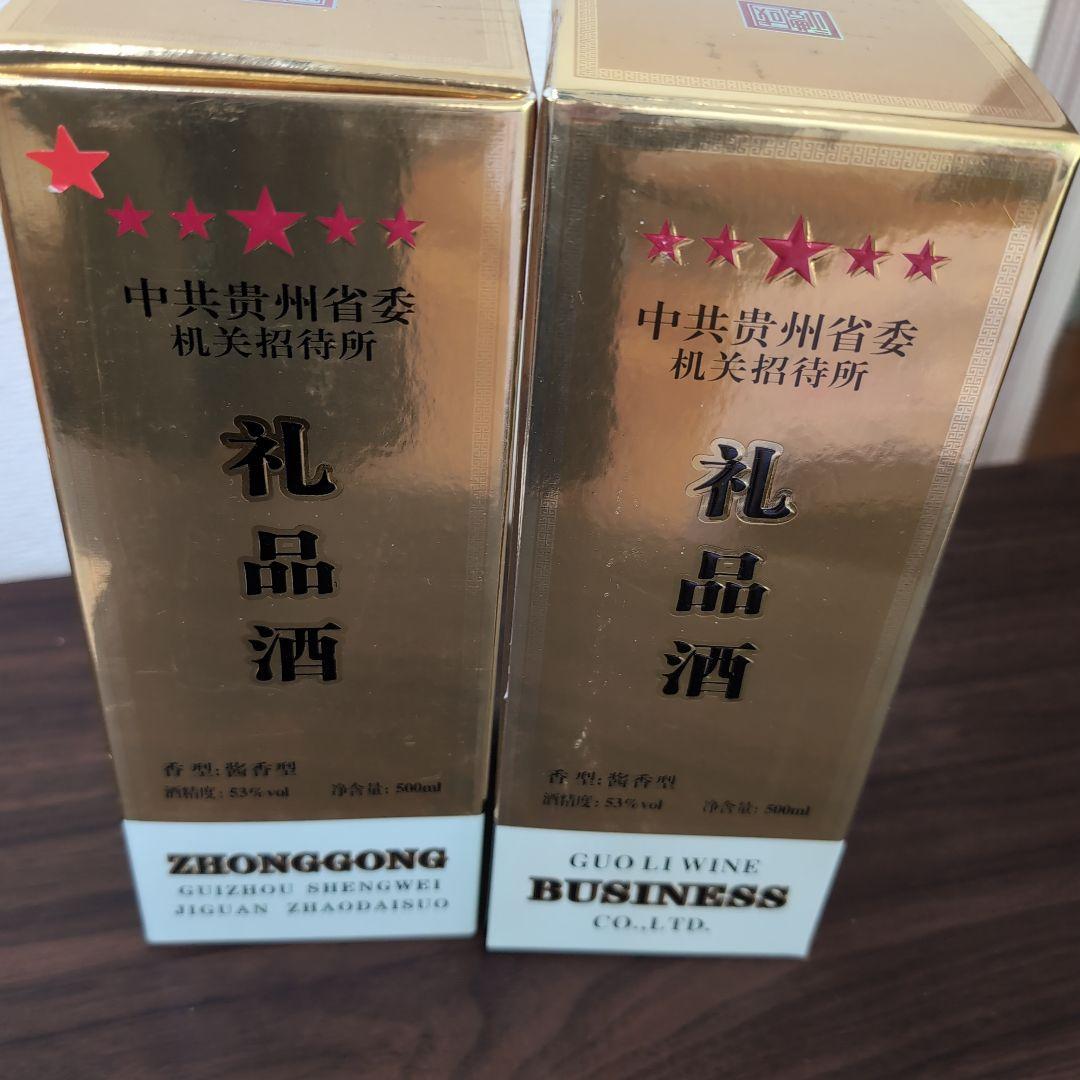 中共贵州省委
机关招待所
礼品酒
香型:酱香型
酒精度:53%vol 净含量:500ml
ZHONGGONG
GUIZHOU SHENGWEI
JIGUAN ZHAODAISUO
中共贵州省委
机关招待所
礼品酒
香型:酱香型
酒精度:53%vol 净含量:500ml
GUO LI WINE
BUSINESS
CO.,LTD.